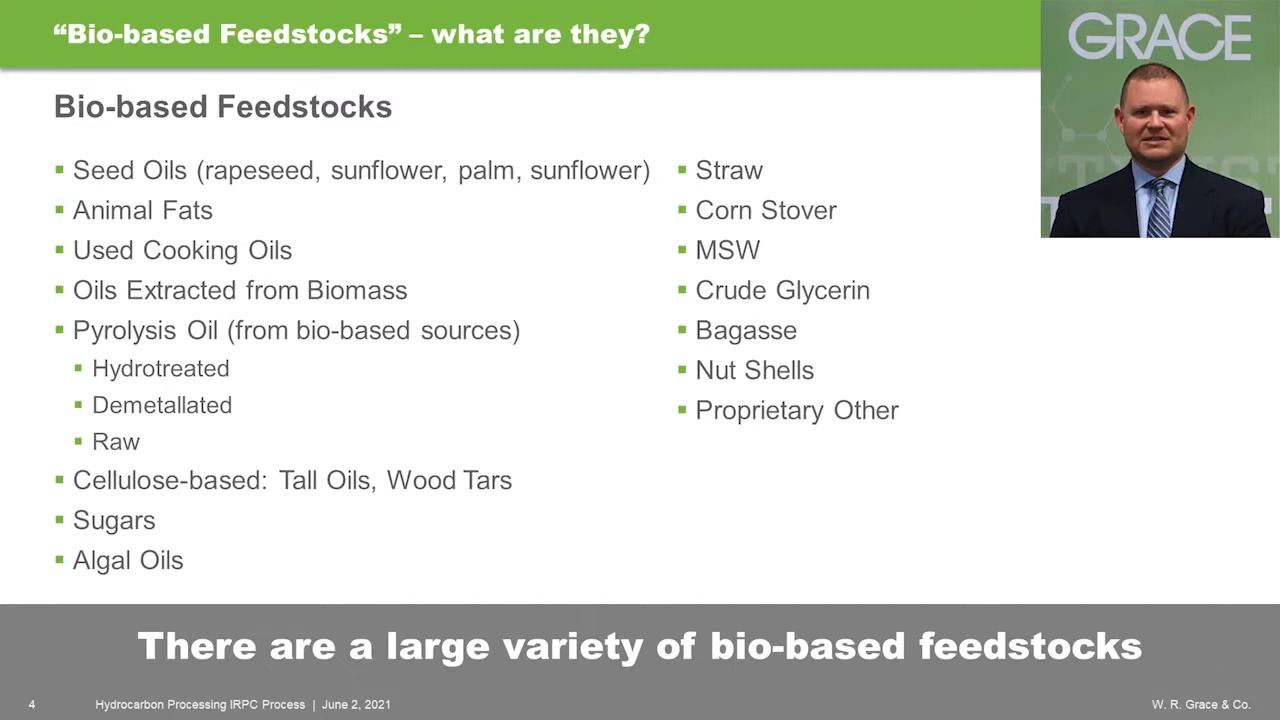 “Bio-based Feedstocks” – what are they?
GRACE
Bio-based Feedstocks
▪ Seed Oils (rapeseed, sunflower, palm, sunflower)
▪ Animal Fats
▪ Used Cooking Oils
▪ Oils Extracted from Biomass
▪ Pyrolysis Oil (from bio-based sources)
▪ Hydrotreated
▪ Demetallated
▪ Raw
▪ Cellulose-based: Tall Oils, Wood Tars
▪ Sugars
▪ Algal Oils
▪ Straw
▪ Corn Stover
▪ MSW
▪ Crude Glycerin
▪ Bagasse
▪ Nut Shells
▪ Proprietary Other
There are a large variety of bio-based feedstocks
4 Hydrocarbon Processing IRPC Process | June 2, 2021 W. R. Grace & Co.